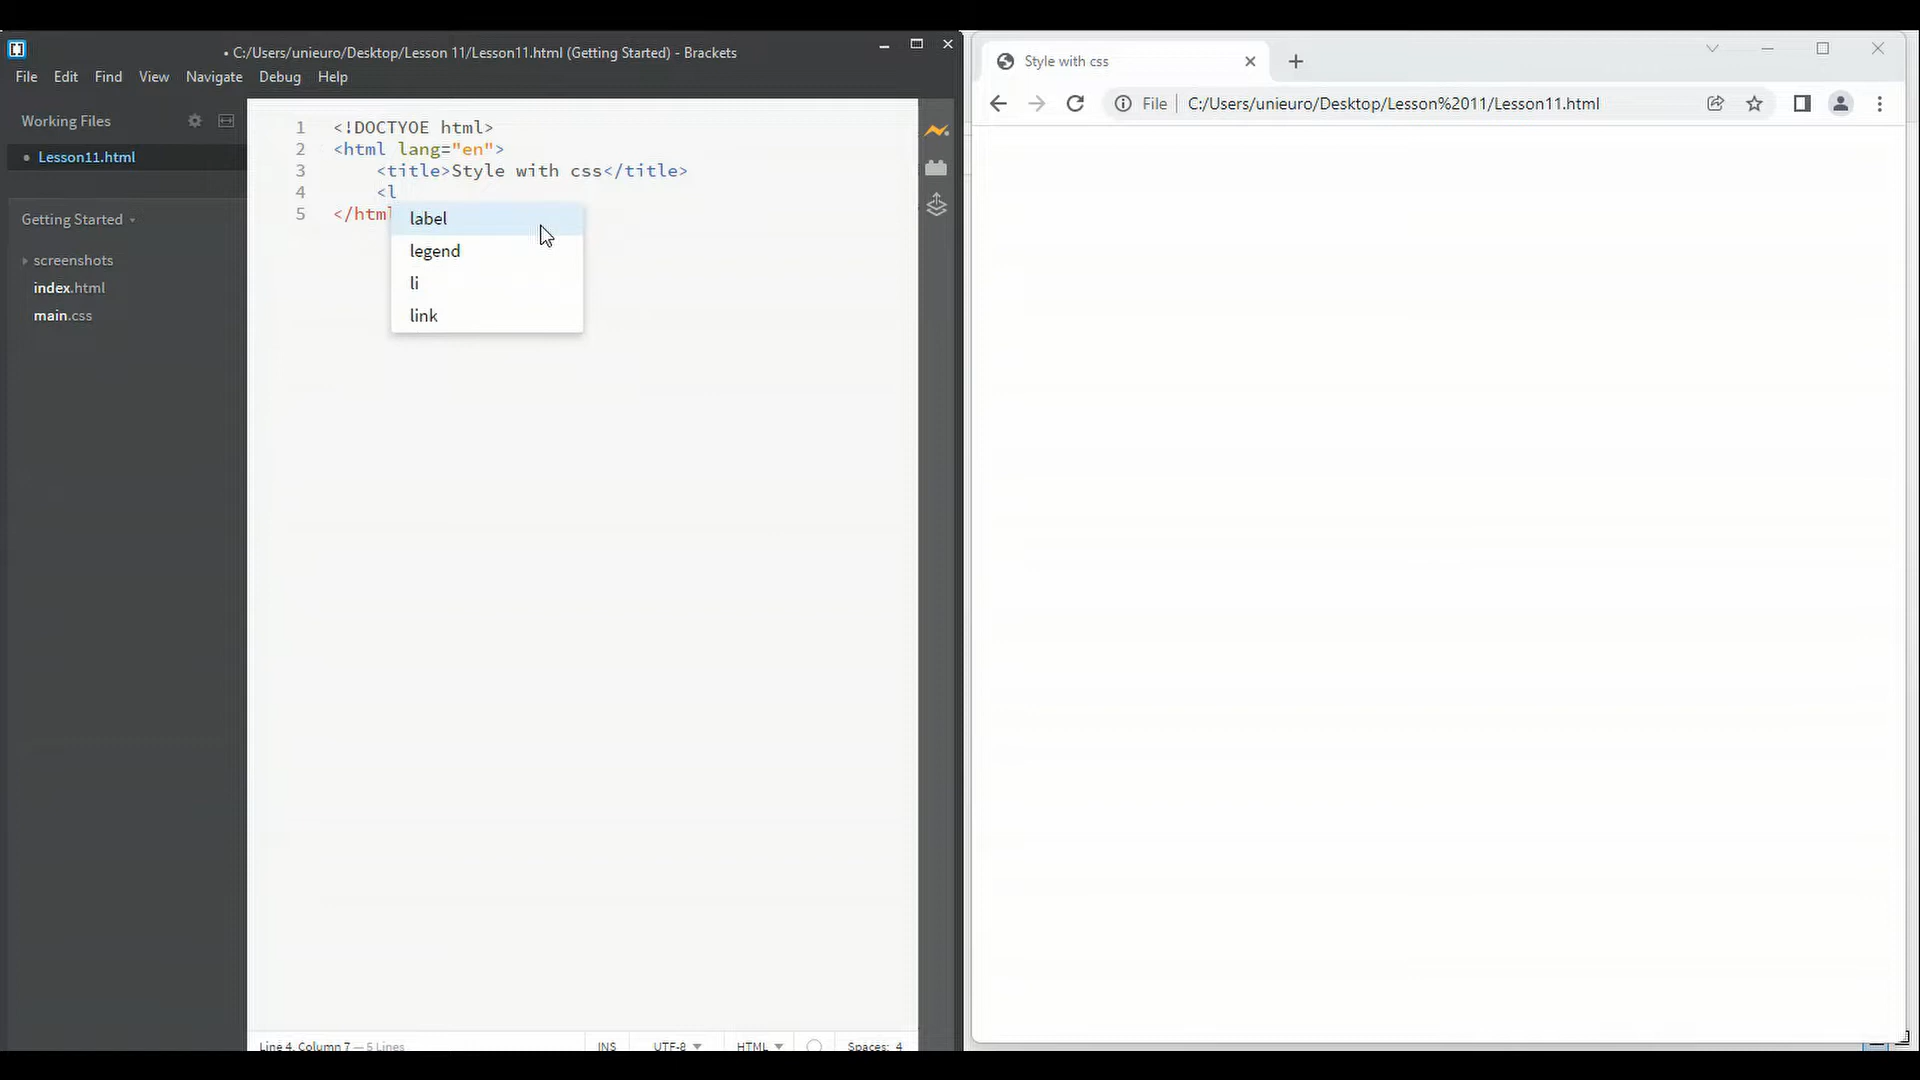 • C:/Users/unieuro/Desktop/Lesson 11/Lesson11.html (Getting Started) - Brackets
File Edit Find View Navigate Debug Help
Working Files
• Lesson11.html
Getting Started
screenshots
index.html
main.css
1 <!DOCTYOE html>
2 <html lang="en">
3 <title>Style with css</title>
4 <l
5 </html
label
legend
li
link
Line 4, Column 7 — 5 Lines INS UTF-8 HTML Spaces: 4
Style with css
File C:/Users/unieuro/Desktop/Lesson%2011/Lesson11.html